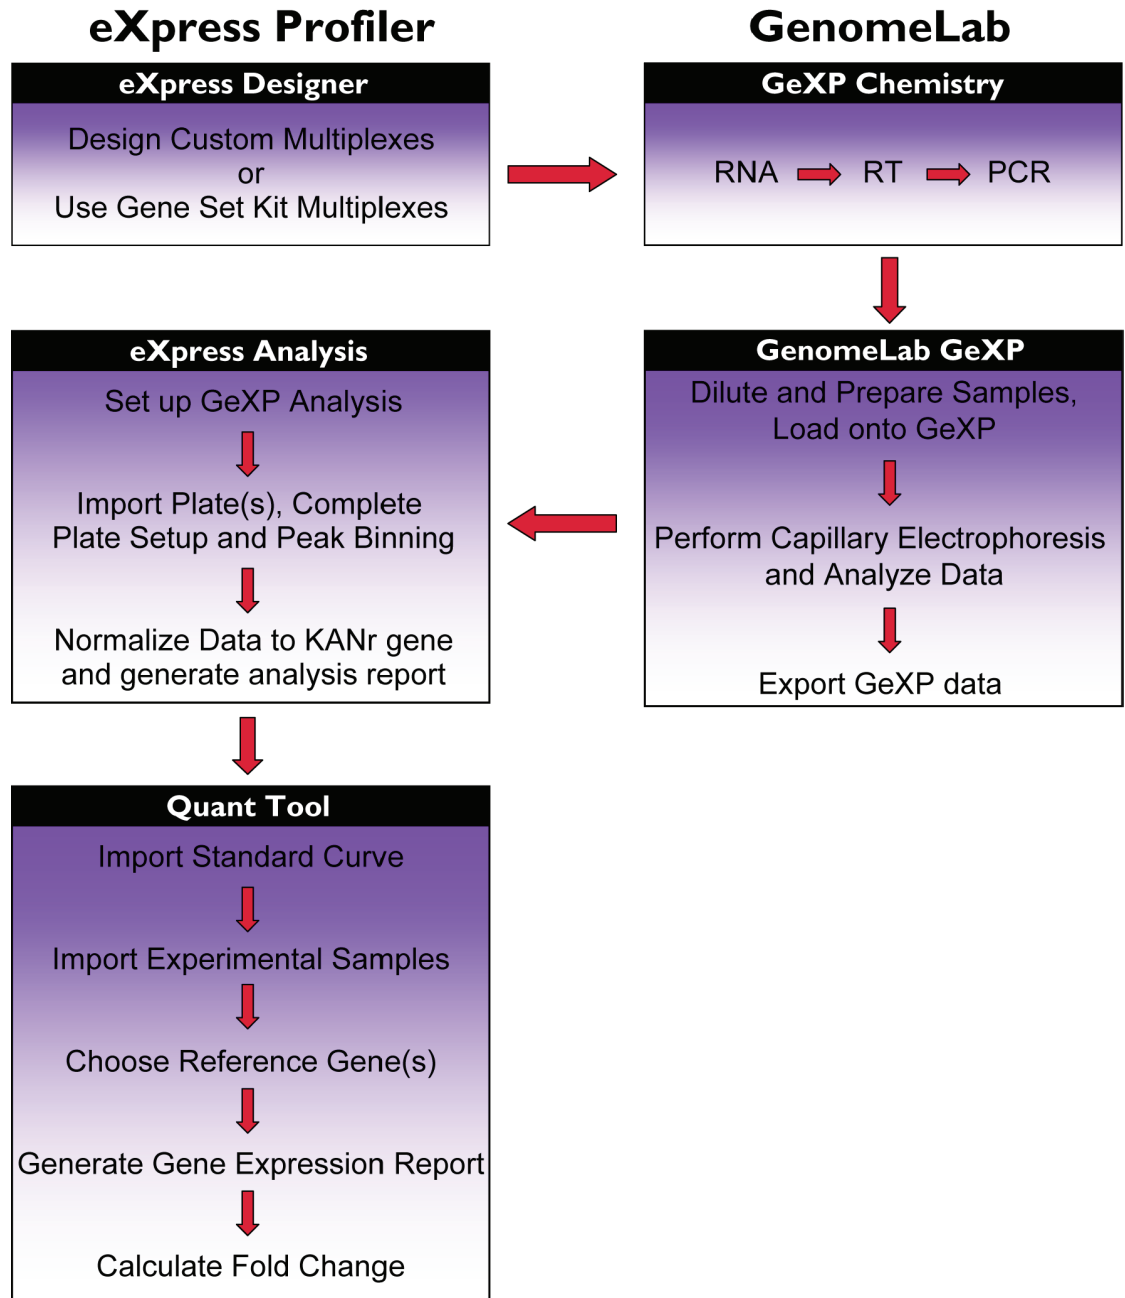 eXpress Profiler
GenomeLab
eXpress Designer
Design Custom Multiplexes
or
Use Gene Set Kit Multiplexes
GeXP Chemistry
RNA RT PCR
GenomeLab GeXP
Dilute and Prepare Samples,
Load onto GeXP
Perform Capillary Electrophoresis
and Analyze Data
Export GeXP data
eXpress Analysis
Set up GeXP Analysis
Import Plate(s), Complete
Plate Setup and Peak Binning
Normalize Data to KANr gene
and generate analysis report
Quant Tool
Import Standard Curve
Import Experimental Samples
Choose Reference Gene(s)
Generate Gene Expression Report
Calculate Fold Change